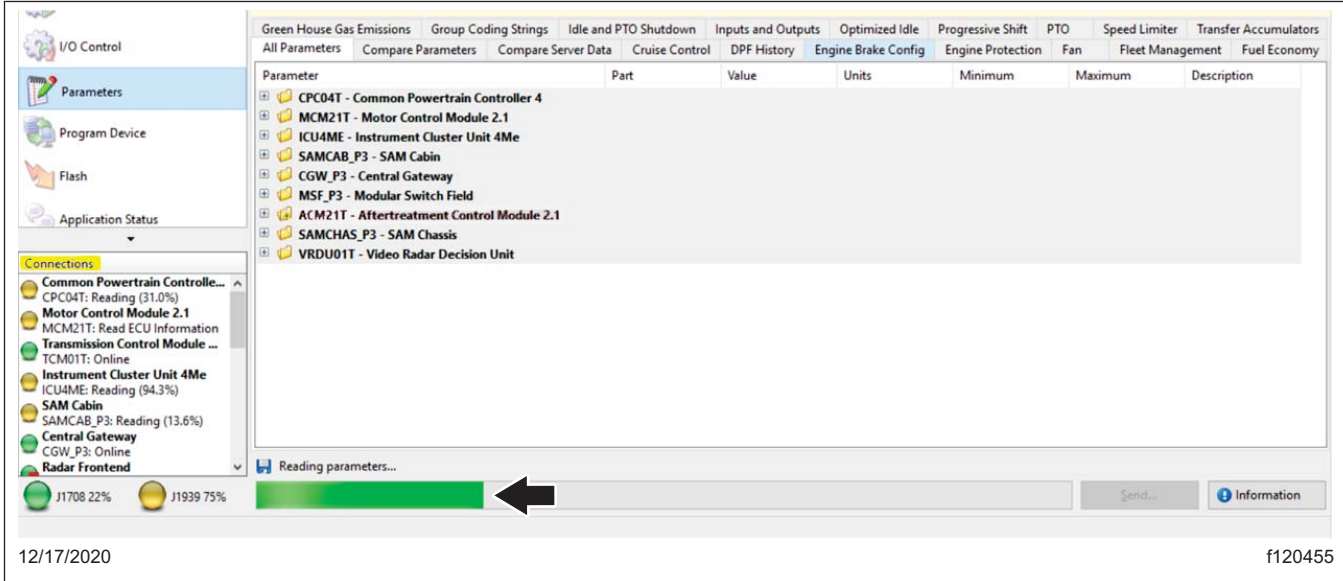 Green House Gas Emissions Group Coding Strings Idle and PTO Shutdown Inputs and Outputs Optimized Idle Progressive Shift PTO Speed Limiter Transfer Accumulators
All Parameters Compare Parameters Compare Server Data Cruise Control DPF History Engine Brake Config Engine Protection Fan Fleet Management Fuel Economy
I/O Control
Parameters
Program Device
Flash
Application Status
Parameter Part Value Units Minimum Maximum Description
CPC04T - Common Powertrain Controller 4
MCM21T - Motor Control Module 2.1
ICU4ME - Instrument Cluster Unit 4Me
SAMCAB_P3 - SAM Cabin
CGW_P3 - Central Gateway
MSF_P3 - Modular Switch Field
ACM21T - Aftertreatment Control Module 2.1
SAMCHAS_P3 - SAM Chassis
VRDU01T - Video Radar Decision Unit
Connections
Common Powertrain Controlle...
CPC04T: Reading (31.0%)
Motor Control Module 2.1
MCM21T: Read ECU Information
Transmission Control Module ...
TCM01T: Online
Instrument Cluster Unit 4Me
ICU4ME: Reading (94.3%)
SAM Cabin
SAMCAB_P3: Reading (13.6%)
Central Gateway
CGW_P3: Online
Radar Frontend
Reading parameters...
J1708 22% J1939 75%
Send... Information
12/17/2020 f120455